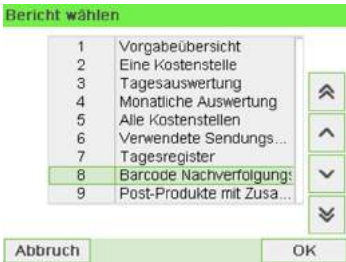 Bericht wählen
1 Vorgabeübersicht
2 Eine Kostenstelle
3 Tagesauswertung
4 Monatliche Auswertung
5 Alle Kostenstellen
6 Verwendete Sendungs...
7 Tagesregister
8 Barcode Nachverfolgungs
9 Post-Produkte mit Zusa...
Abbruch OK